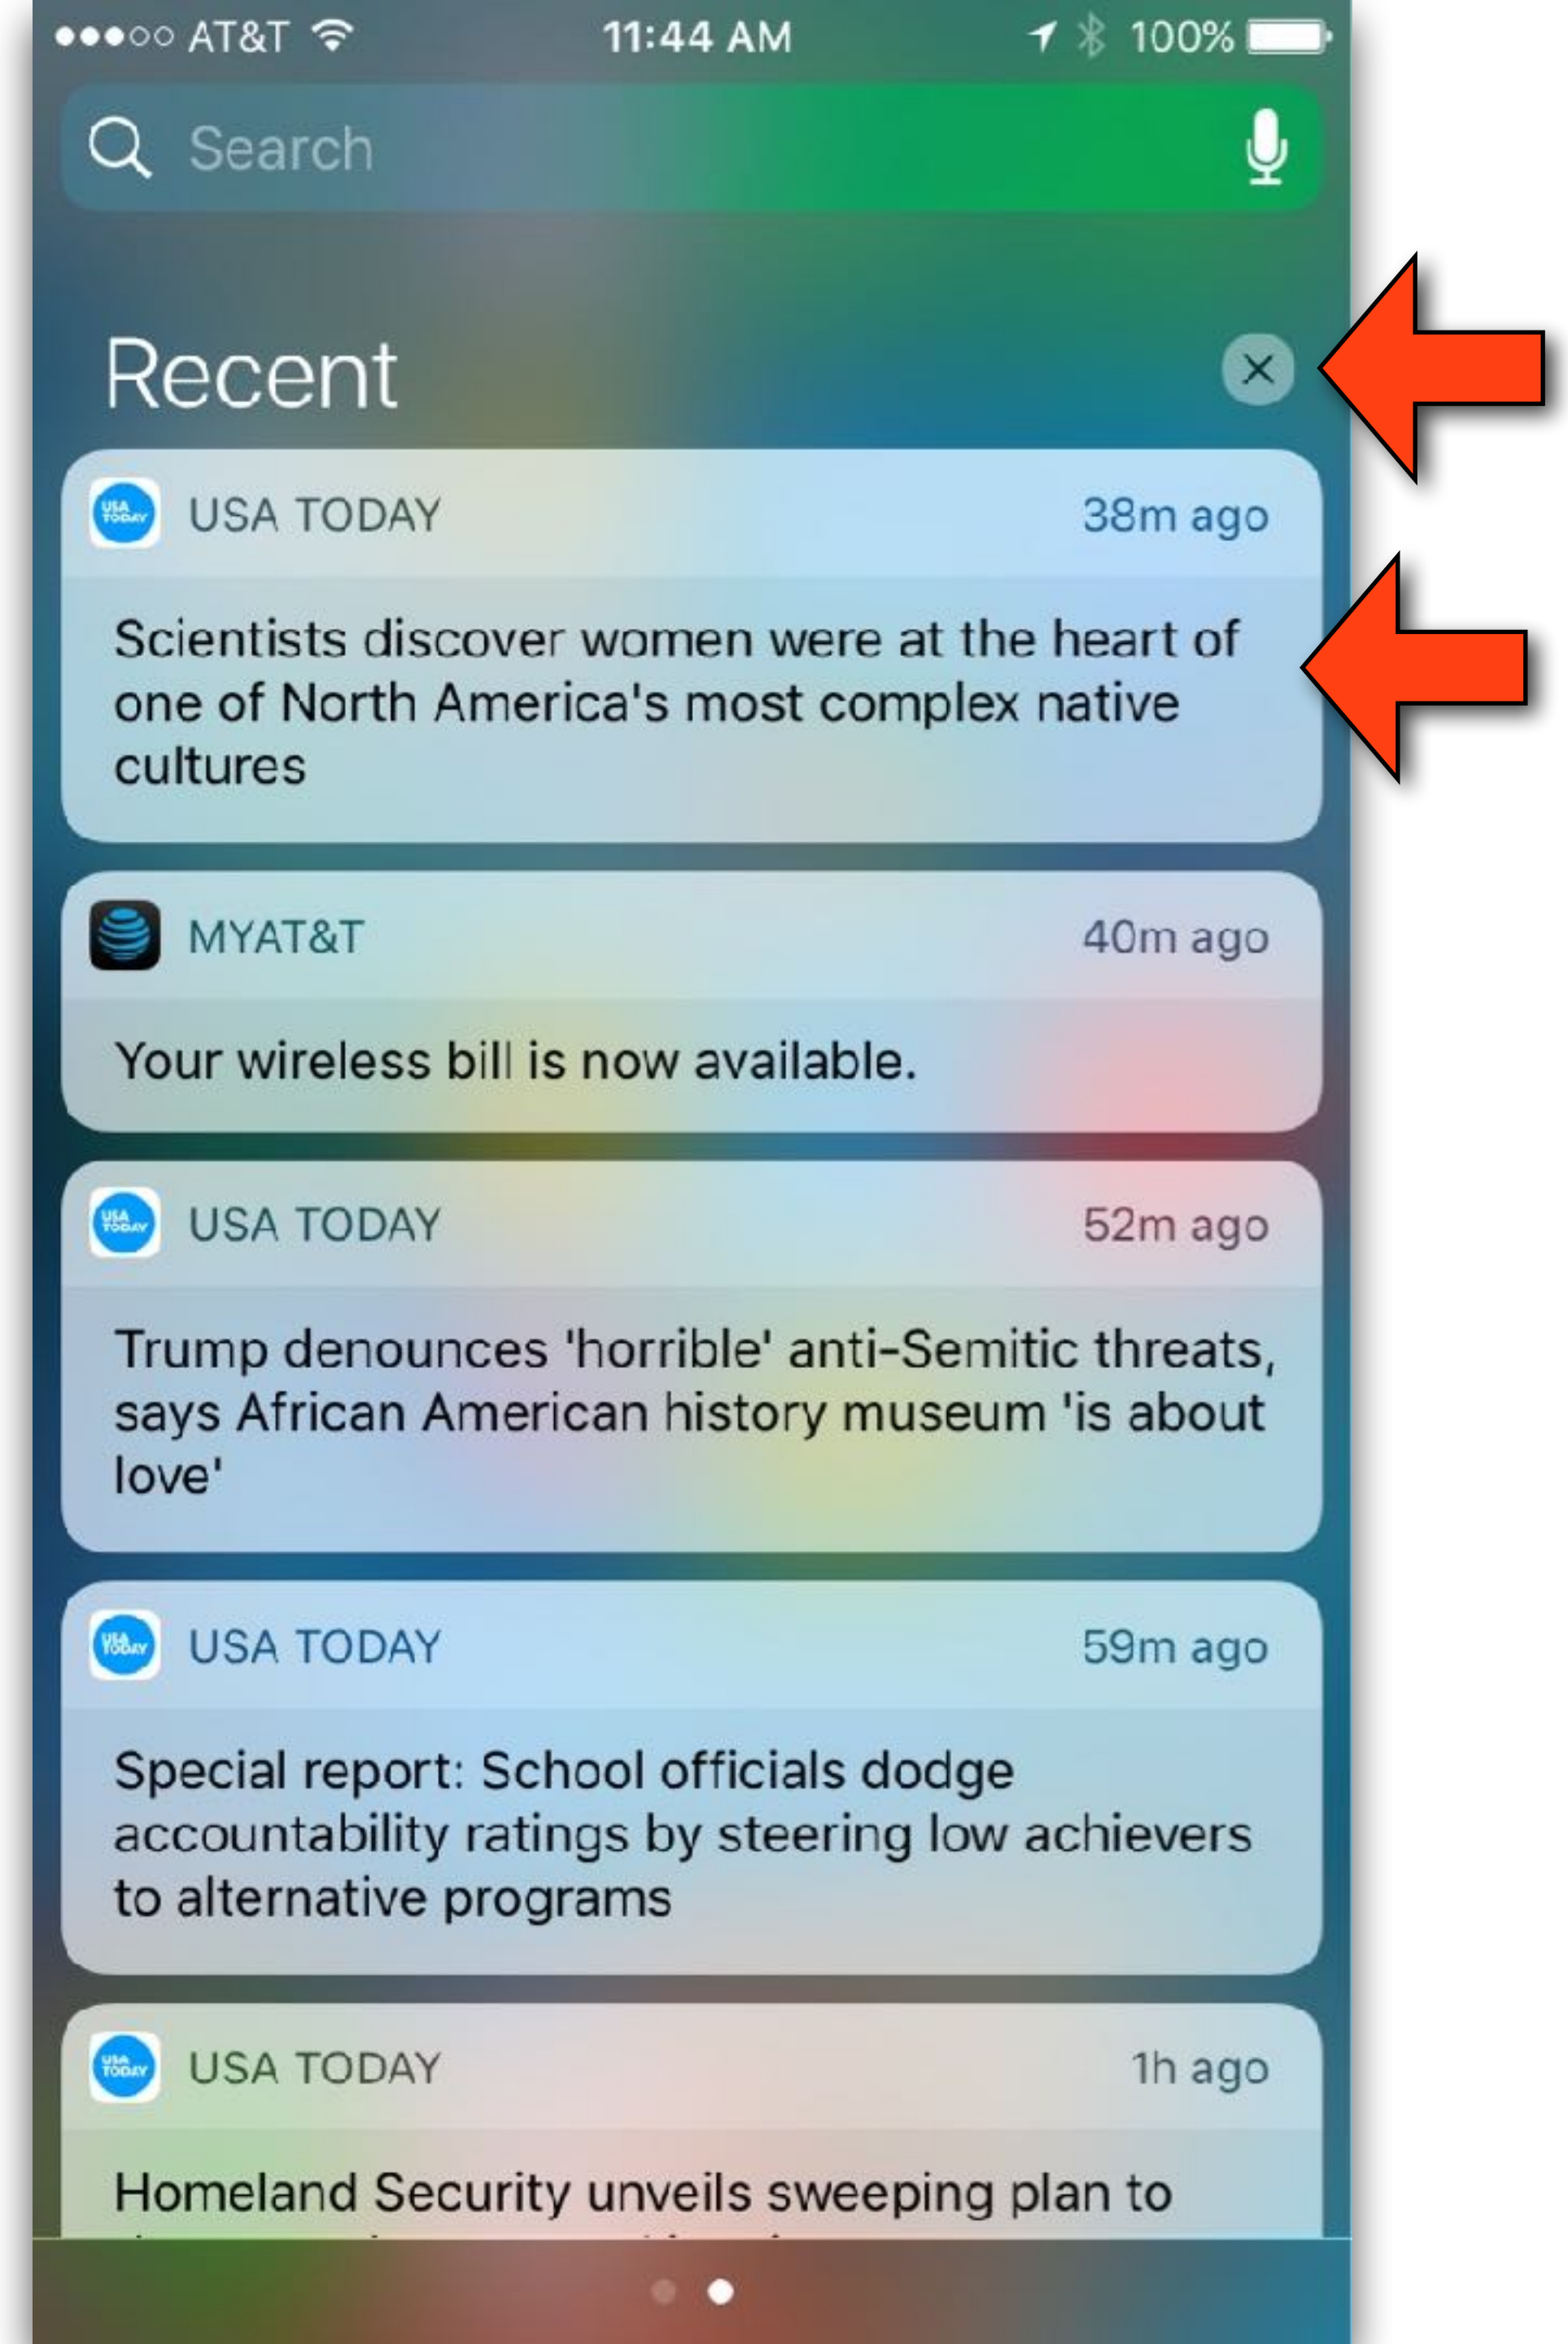 AT&T 11:44 AM 100%
Search
Recent
USA TODAY 38m ago
Scientists discover women were at the heart of
one of North America's most complex native
cultures
MYAT&T 40m ago
Your wireless bill is now available.
USA TODAY 52m ago
Trump denounces 'horrible' anti-Semitic threats,
says African American history museum 'is about
love'
USA TODAY 59m ago
Special report: School officials dodge
accountability ratings by steering low achievers
to alternative programs
USA TODAY 1h ago
Homeland Security unveils sweeping plan to